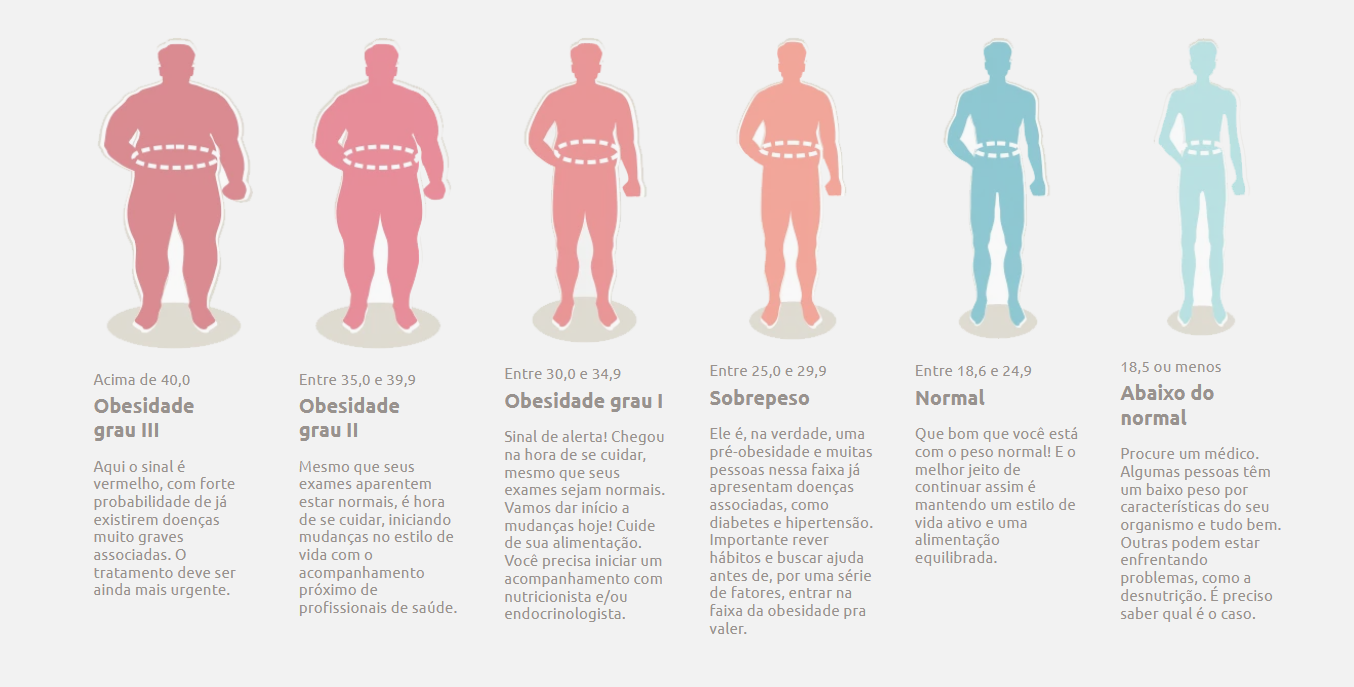 Acima de 40,0
Obesidade
grau III
Aqui o sinal é
vermelho, com forte
probabilidade de já
existirem doenças
muito graves
associadas. O
tratamento deve ser
ainda mais urgente.
Entre 35,0 e 39,9
Obesidade
grau II
Mesmo que seus
exames aparentem
estar normais, é hora
de se cuidar, iniciando
mudanças no estilo de
vida com o
acompanhamento
próximo de
profissionais de saúde.
Entre 30,0 e 34,9
Obesidade grau I
Sinal de alerta! Chegou
na hora de se cuidar,
mesmo que seus
exames sejam normais.
Vamos dar início a
mudanças hoje! Cuide
de sua alimentação.
Você precisa iniciar um
acompanhamento com
nutricionista e/ou
endocrinologista.
Entre 25,0 e 29,9
Sobrepeso
Ele é, na verdade, uma
pré-obesidade e muitas
pessoas nessa faixa já
apresentam doenças
associadas, como
diabetes e hipertensão.
Importante rever
hábitos e buscar ajuda
antes de, por uma série
de fatores, entrar na
faixa da obesidade pra
valer.
Entre 18,6 e 24,9
Normal
Que bom que você está
com o peso normal! E o
melhor jeito de
continuar assim é
mantendo um estilo de
vida ativo e uma
alimentação
equilibrada.
18,5 ou menos
Abaixo do
normal
Procure um médico.
Algumas pessoas têm
um baixo peso por
características do seu
organismo e tudo bem.
Outras podem estar
enfrentando
problemas, como a
desnutrição. É preciso
saber qual é o caso.